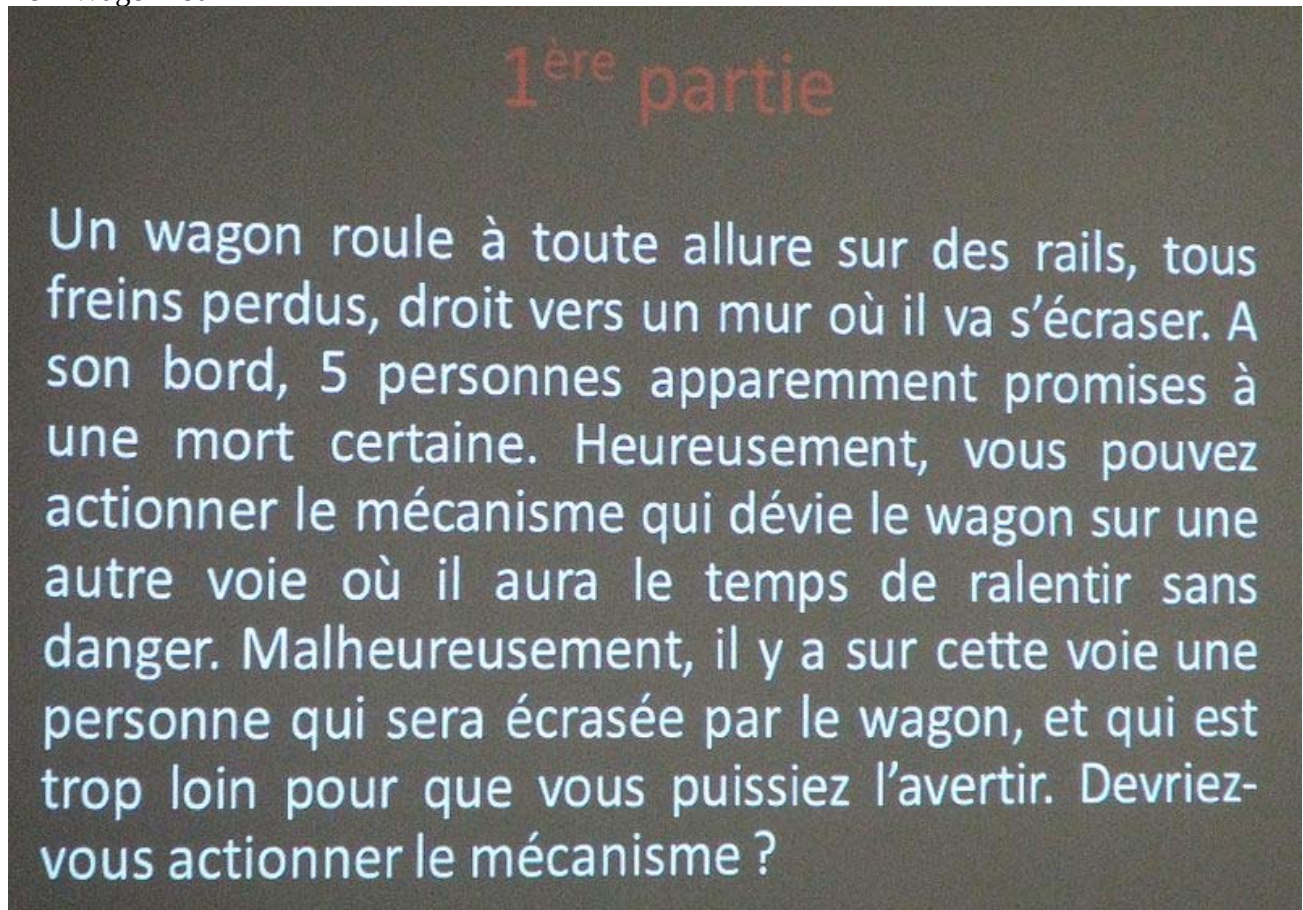 1ère partie
Un wagon roule à toute allure sur des rails, tous
freins perdus, droit vers un mur où il va s’écraser. A
son bord, 5 personnes apparemment promises à
une mort certaine. Heureusement, vous pouvez
actionner le mécanisme qui dévie le wagon sur une
autre voie où il aura le temps de ralentir sans
danger. Malheureusement, il y a sur cette voie une
personne qui sera écrasée par le wagon, et qui est
trop loin pour que vous puissiez l’avertir. Devriez-
vous actionner le mécanisme ?